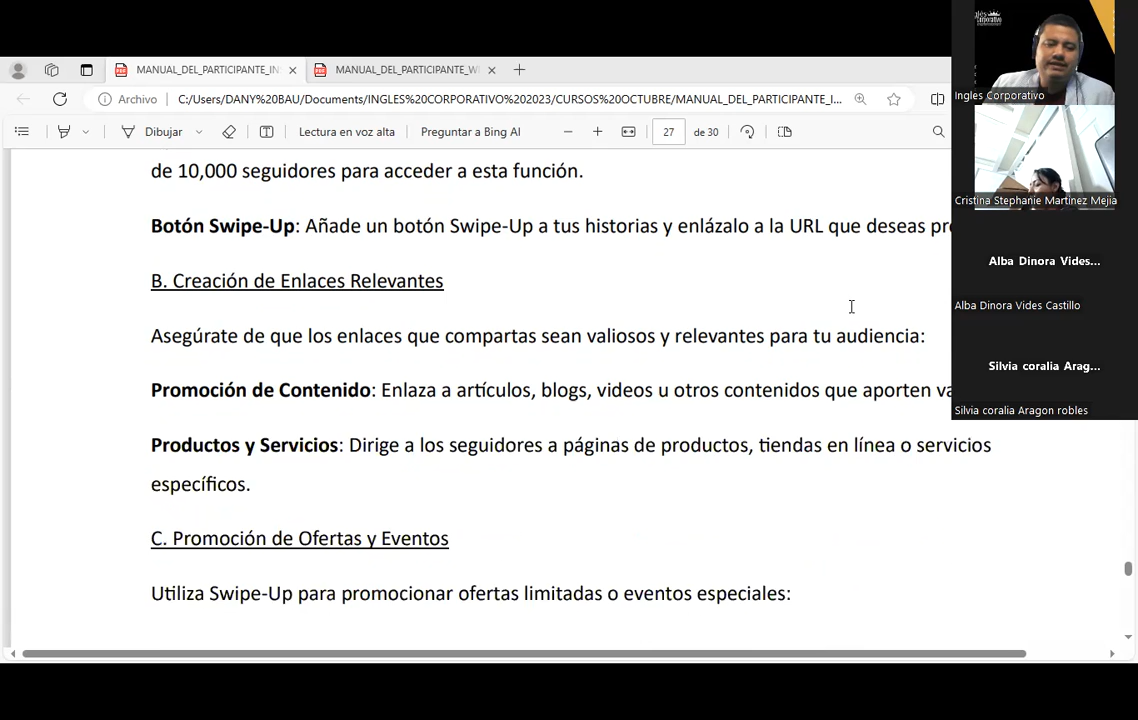 MANUAL_DEL_PARTICIPANTE_IN
MANUAL_DEL_PARTICIPANTE_W
Archivo
C:/Users/DANY%20BAU/Documents/INGLES%20CORPORATIVO%202023/CURSOS%20OCTUBRE/MANUAL_DEL_PARTICIPANTE_I...
Dibujar
Lectura en voz alta
Preguntar a Bing AI
27
de 30
de 10,000 seguidores para acceder a esta función.
Botón Swipe-Up: Añade un botón Swipe-Up a tus historias y enlázalo a la URL que deseas pr
B. Creación de Enlaces Relevantes
Asegúrate de que los enlaces que compartas sean valiosos y relevantes para tu audiencia:
Promoción de Contenido: Enlaza a artículos, blogs, videos u otros contenidos que aporten va
Productos y Servicios: Dirige a los seguidores a páginas de productos, tiendas en línea o servicios
específicos.
C. Promoción de Ofertas y Eventos
Utiliza Swipe-Up para promocionar ofertas limitadas o eventos especiales:
Ingles Corporativo
Cristina Stephanie Martinez Mejia
Alba Dinora Vides...
Alba Dinora Vides Castillo
Silvia coralia Arag...
Silvia coralia Aragon robles